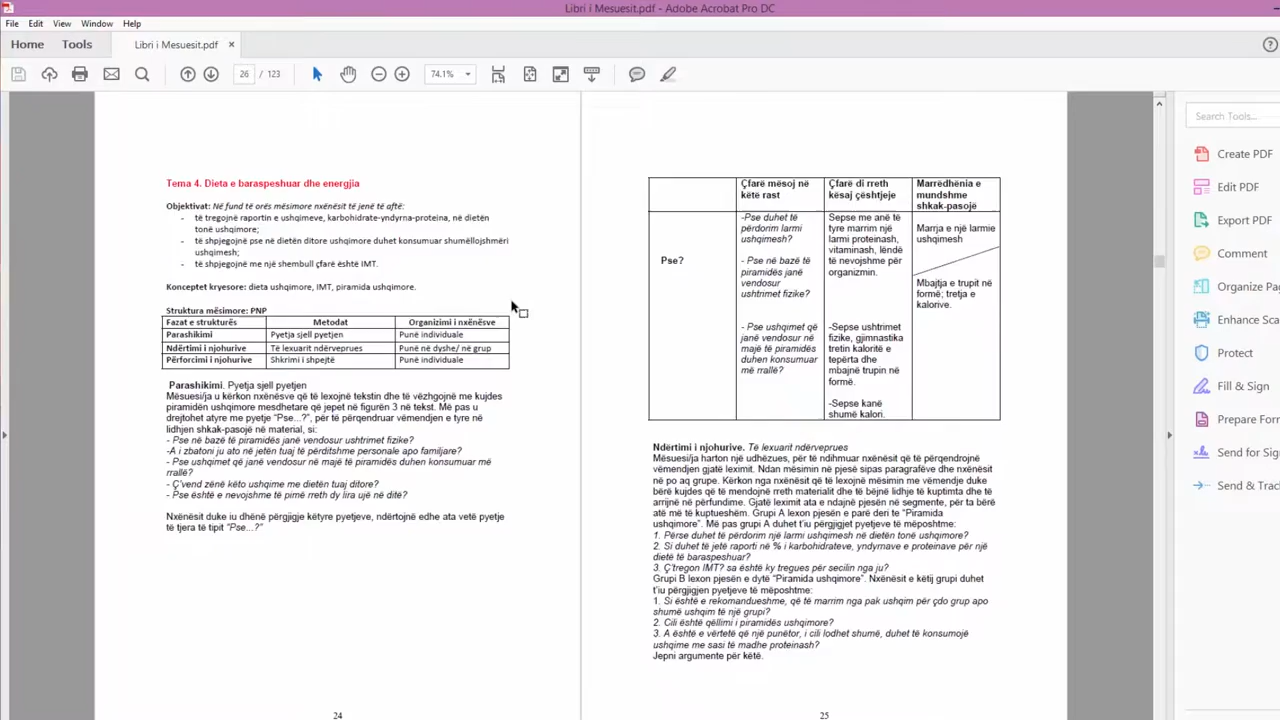 Libri i Mesuesit.pdf - Adobe Acrobat Pro DC
File Edit View Window Help
Home Tools Libri i Mesuesit.pdf ×
26 / 123 74.1%
Tema 4. Dieta e baraspeshuar dhe energjia
Objektivat: Në fund të orës mësimore nxënësit të jenë të aftë:
- të tregojnë raportin e ushqimeve, karbohidrate-yndyrna-proteina, në dietën
tonë ushqimore;
- të shpjegojnë pse në dietën ditore ushqimore duhet konsumuar shumëllojshmëri
ushqimesh;
- të shpjegojnë me një shembull çfarë është IMT.
Konceptet kryesore: dieta ushqimore, IMT, piramida ushqimore.
Struktura mësimore: PNP
Fazat e strukturës Metodat Organizimi i nxënësve
Parashikimi Pyetja sjell pyetjen Punë individuale
Ndërtimi i njohurive Të lexuarit ndërveprues Punë në dyshe/ në grup
Përforcimi i njohurive Shkrimi i shpejtë Punë individuale
Parashikimi. Pyetja sjell pyetjen
Mësuesi/ja u kërkon nxënësve që të lexojnë tekstin dhe të vëzhgojnë me kujdes
piramidën ushqimore mesdhetare që jepet në figurën 3 në tekst. Më pas u
drejtohet atyre me pyetje “Pse...?”, për të përqendruar vëmendjen e tyre në
lidhjen shkak-pasojë në material, si:
- Pse në bazë të piramidës janë vendosur ushtrimet fizike?
-A i zbatoni ju ato në jetën tuaj të përditshme personale apo familjare?
- Pse ushqimet që janë vendosur në majë të piramidës duhen konsumuar më
rrallë?
- Ç’vend zënë këto ushqime me dietën tuaj ditore?
- Pse është e nevojshme të pimë rreth dy lira ujë në ditë?
Nxënësit duke iu dhënë përgjigje këtyre pyetjeve, ndërtojnë edhe ata vetë pyetje
të tjera të tipit “Pse...?”
24
Çfarë mësoj në
këtë rast
Çfarë di rreth
kësaj çështjeje
Marrëdhënia e
mundshme
shkak-pasojë
Pse?
-Pse duhet të
përdorim larmi
ushqimesh?
- Pse në bazë të
piramidës janë
vendosur
ushtrimet fizike?
- Pse ushqimet që
janë vendosur në
majë të piramidës
duhen konsumuar
më rrallë?
Sepse me anë të
tyre marrim një
larmi proteinash,
vitaminash, lëndë
të nevojshme për
organizmin.
-Sepse ushtrimet
fizike, gjimnastika
tretin kaloritë e
tepërta dhe
mbajnë trupin në
formë.
-Sepse kanë
shumë kalori.
Marrja e një larmie
ushqimesh
Mbajtja e trupit në
formë; tretja e
kalorive.
Ndërtimi i njohurive. Të lexuarit ndërveprues
Mësuesi/ja harton një udhëzues, për të ndihmuar nxënësit që të përqendrojnë
vëmendjen gjatë leximit. Ndan mësimin në pjesë sipas paragrafëve dhe nxënësit
në po aq grupe. Kërkon nga nxënësit që të lexojnë mësimin me vëmendje duke
bërë kujdes që të mendojnë rreth materialit dhe të bëjnë lidhje të kuptimta dhe të
arrijnë në përfundime. Gjatë leximit ata e ndajnë pjesën në segmente, për ta bërë
atë më të kuptueshëm. Grupi A lexon pjesën e parë deri te “Piramida
ushqimore”. Më pas grupi A duhet t’iu përgjigjet pyetjeve të mëposhtme:
1. Përse duhet të përdorim një larmi ushqimesh në dietën tonë ushqimore?
2. Si duhet të jetë raporti në % i karbohidrateve, yndyrnave e proteinave për një
dietë të baraspeshuar?
3. Ç’tregon IMT? sa është ky tregues për secilin nga ju?
Grupi B lexon pjesën e dytë “Piramida ushqimore”. Nxënësit e këtij grupi duhet
t’iu përgjigjen pyetjeve të mëposhtme:
1. Si është e rekomandueshme, që të marrim nga pak ushqim për çdo grup apo
shumë ushqim të një grupi?
2. Cili është qëllimi i piramidës ushqimore?
3. A është e vërtetë që një punëtor, i cili lodhet shumë, duhet të konsumojë
ushqime me sasi të madhe proteinash?
Jepni argumente për këtë.
25
Search Tools...
Create PDF
Edit PDF
Export PDF
Comment
Organize Pag
Enhance Sca
Protect
Fill & Sign
Prepare Form
Send for Sign
Send & Track